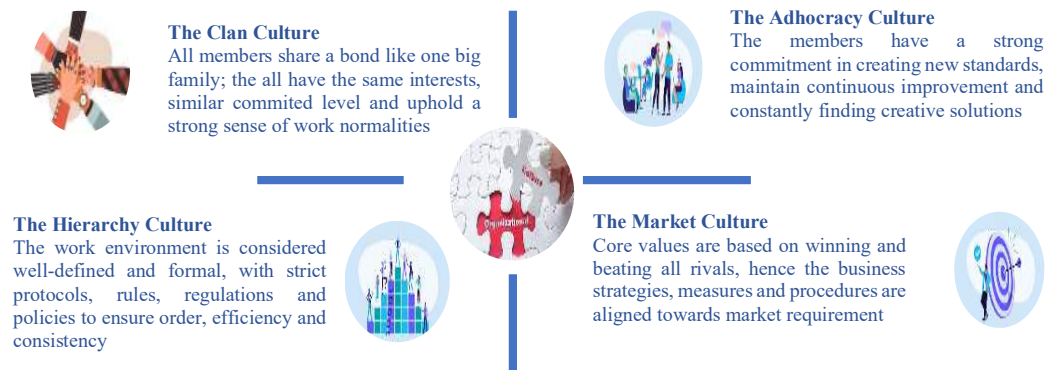 The Clan Culture
All members share a bond like one big
family; the all have the same interests,
similar commited level and uphold a
strong sense of work normalities
The Adhocracy Culture
The members have a strong
commitment in creating new standards,
maintain continuous improvement and
constantly finding creative solutions
Culture
Organizational
The Hierarchy Culture
The work environment is considered
well-defined and formal, with strict
protocols, rules, regulations and
policies to ensure order, efficiency and
consistency
The Market Culture
Core values are based on winning and
beating all rivals, hence the business
strategies, measures and procedures are
aligned towards market requirement